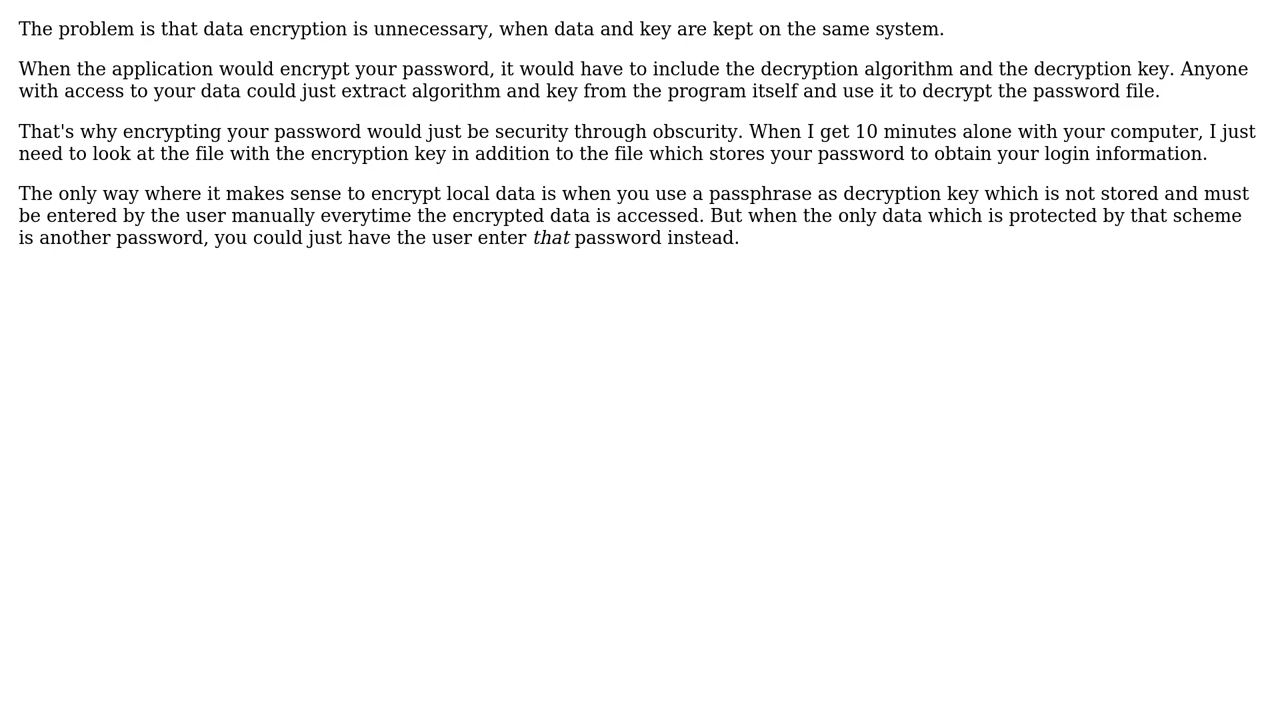 The problem is that data encryption is unnecessary, when data and key are kept on the same system.
When the application would encrypt your password, it would have to include the decryption algorithm and the decryption key. Anyone
with access to your data could just extract algorithm and key from the program itself and use it to decrypt the password file.
That's why encrypting your password would just be security through obscurity. When I get 10 minutes alone with your computer, I just
need to look at the file with the encryption key in addition to the file which stores your password to obtain your login information.
The only way where it makes sense to encrypt local data is when you use a passphrase as decryption key which is not stored and must
be entered by the user manually everytime the encrypted data is accessed. But when the only data which is protected by that scheme
is another password, you could just have the user enter that password instead.